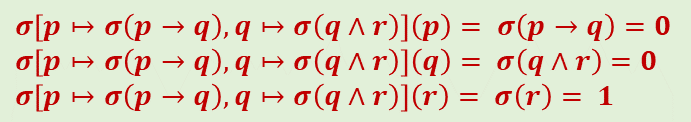 σ[p ↦ σ(p → q), q ↦ σ(q ∧ r)](p) = σ(p → q) = 0
σ[p ↦ σ(p → q), q ↦ σ(q ∧ r)](q) = σ(q ∧ r) = 0
σ[p ↦ σ(p → q), q ↦ σ(q ∧ r)](r) = σ(r) = 1